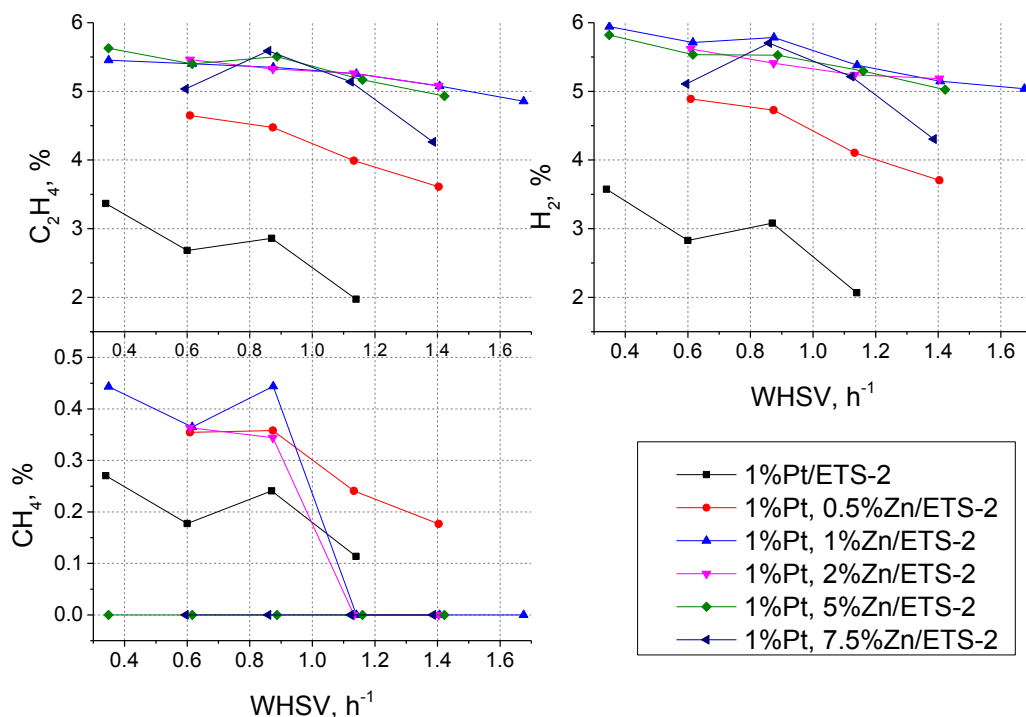 6
5
4
3
2
C₂H₄, %
0.4 0.6 0.8 1.0 1.2 1.4 1.6
6
5
4
3
2
H₂, %
0.4 0.6 0.8 1.0 1.2 1.4 1.6
WHSV, h⁻¹
0.5
0.4
0.3
0.2
0.1
0.0
CH₄, %
0.4 0.6 0.8 1.0 1.2 1.4 1.6
WHSV, h⁻¹
1%Pt/ETS-2
1%Pt, 0.5%Zn/ETS-2
1%Pt, 1%Zn/ETS-2
1%Pt, 2%Zn/ETS-2
1%Pt, 5%Zn/ETS-2
1%Pt, 7.5%Zn/ETS-2